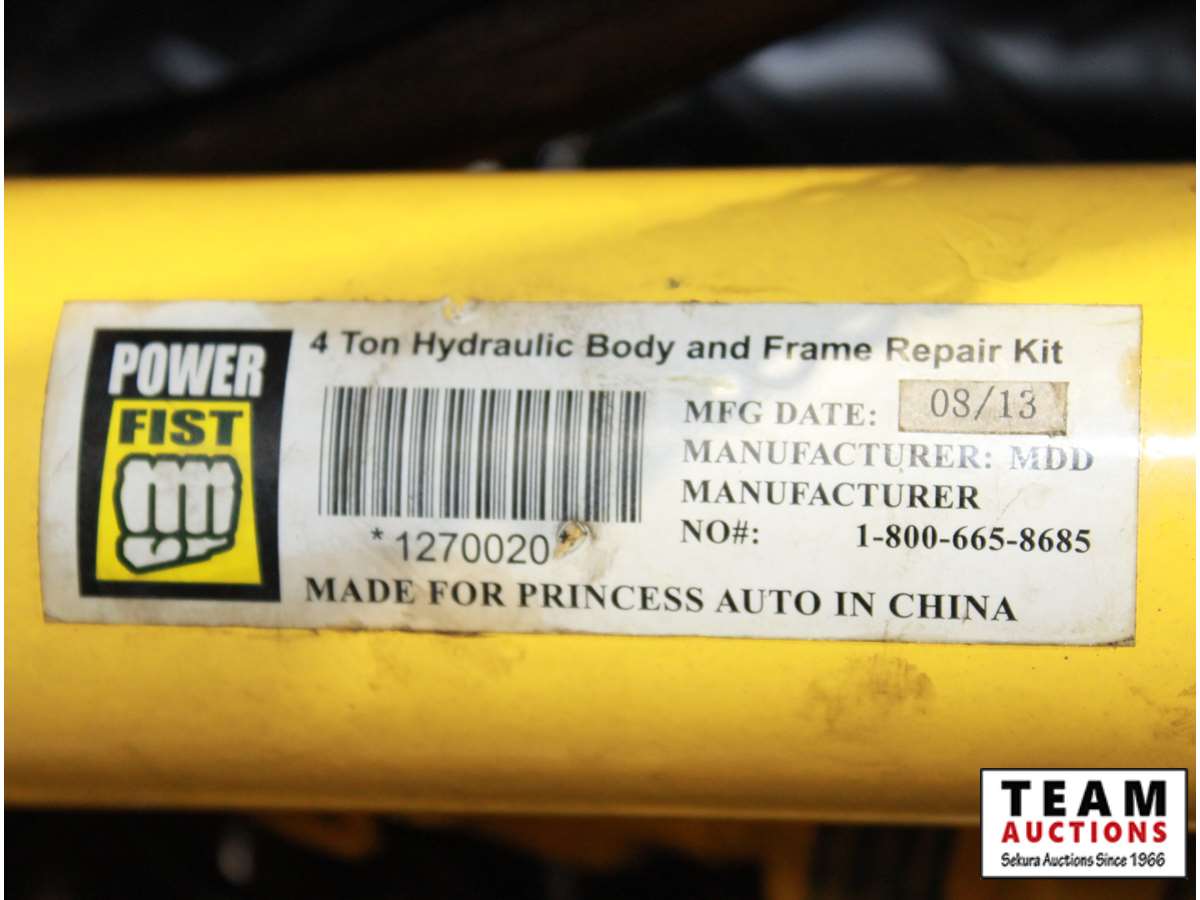 POWER
FIST
4 Ton Hydraulic Body and Frame Repair Kit
MFG DATE: 08/13
MANUFACTURER: MDD
MANUFACTURER
NO#: 1-800-665-8685
*1270020*
MADE FOR PRINCESS AUTO IN CHINA
TEAM
AUCTIONS
Sekura Auctions Since 1966